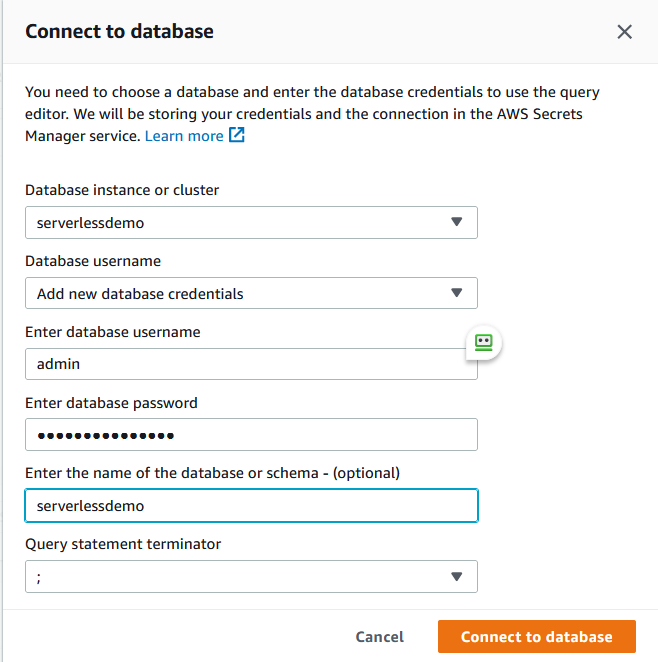 Connect to database
You need to choose a database and enter the database credentials to use the query
editor. We will be storing your credentials and the connection in the AWS Secrets
Manager service. Learn more
Database instance or cluster
serverlessdemo
Database username
Add new database credentials
Enter database username
admin
Enter database password
•••••••••••••••
Enter the name of the database or schema - (optional)
serverlessdemo
Query statement terminator
;
Cancel
Connect to database